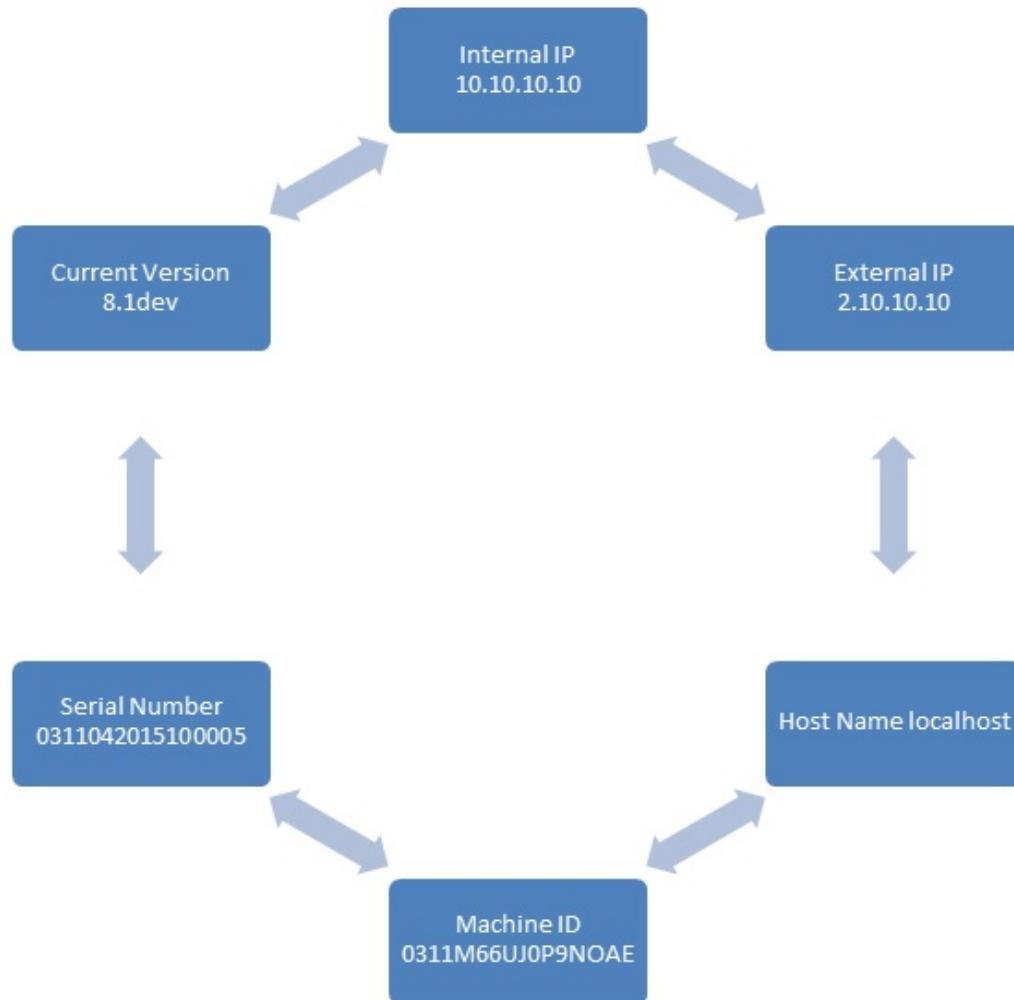 Internal IP
10.10.10.10
Current Version
8.1dev
External IP
2.10.10.10
Serial Number
0311042015100005
Host Name localhost
Machine ID
0311M66UJ0P9NOAE